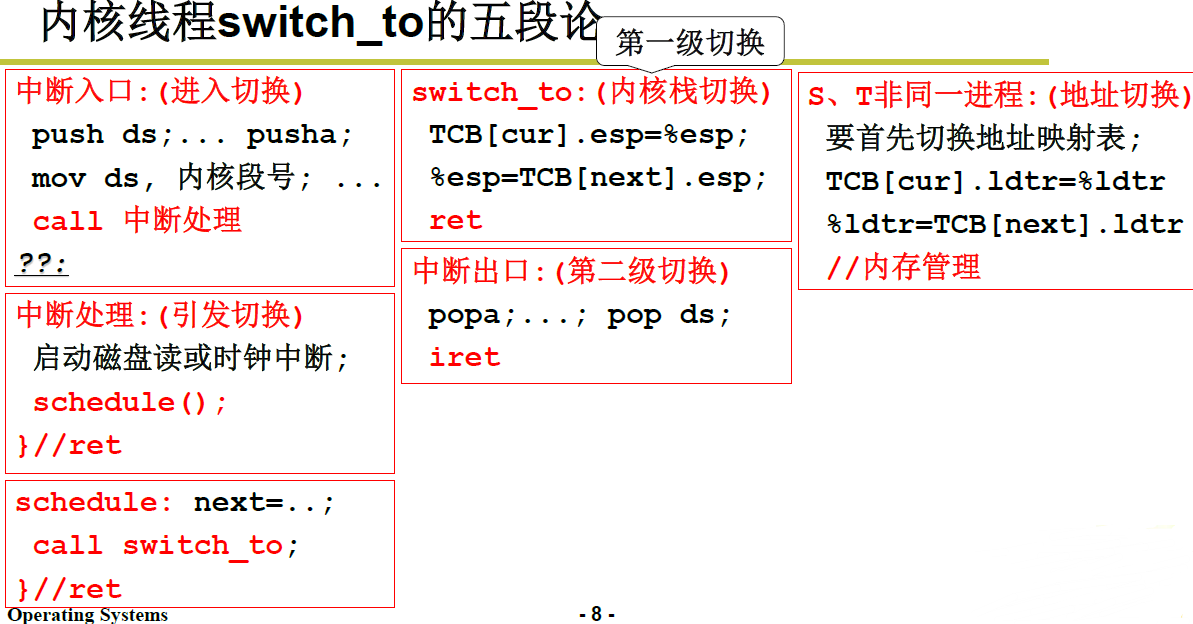 内核线程switch_to的五段论
第一级切换
中断入口:(进入切换)
push ds;... pusha;
mov ds, 内核段号; ...
call 中断处理
??:
中断处理:(引发切换)
启动磁盘读或时钟中断;
schedule();
}//ret
schedule: next=..;
call switch_to;
}//ret
switch_to:(内核栈切换)
TCB[cur].esp=%esp;
%esp=TCB[next].esp;
ret
中断出口:(第二级切换)
popa;...; pop ds;
iret
S、T非同一进程:(地址切换)
要首先切换地址映射表;
TCB[cur].ldtr=%ldtr
%ldtr=TCB[next].ldtr
//内存管理
Operating Systems
- 8 -